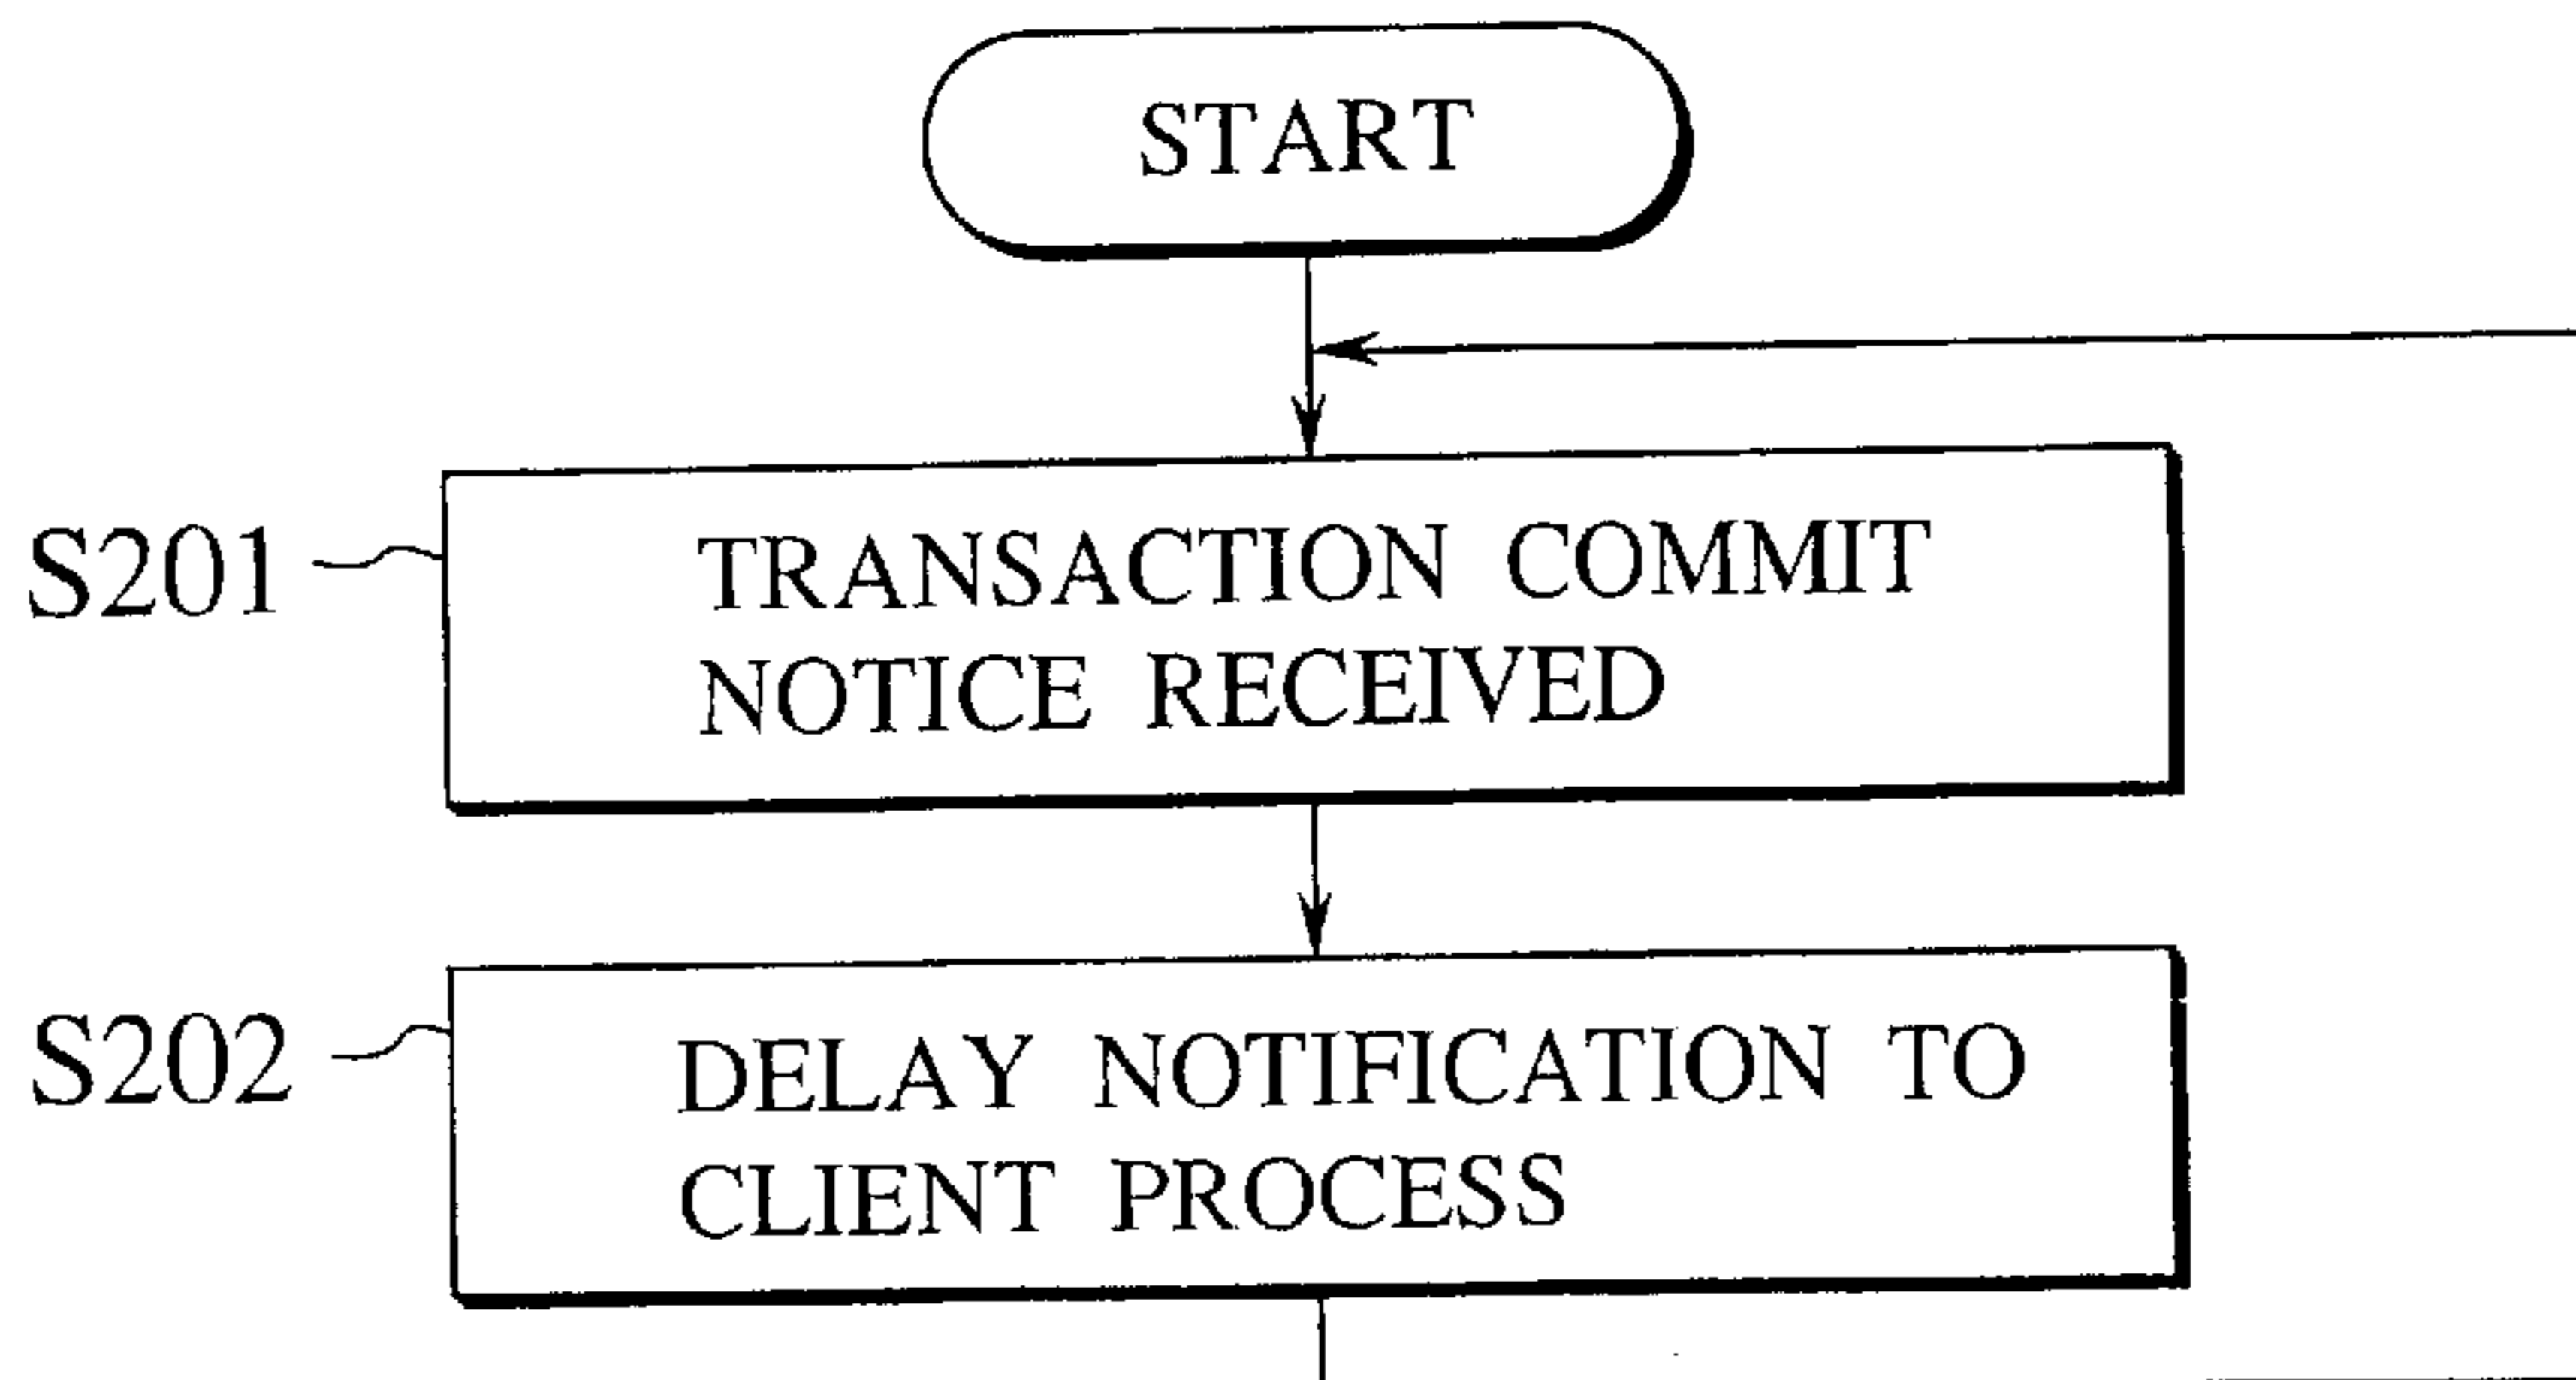 START
S201
TRANSACTION COMMIT
NOTICE RECEIVED
S202
DELAY NOTIFICATION TO
CLIENT PROCESS